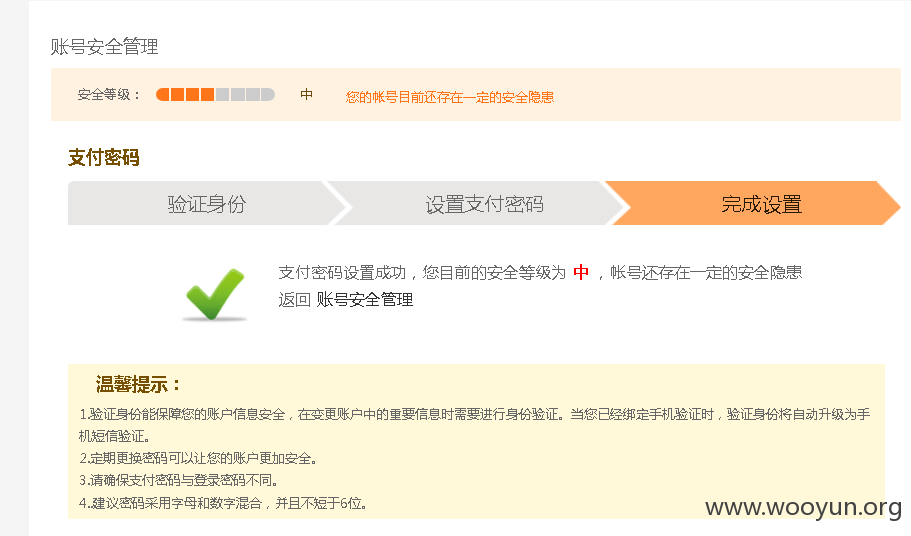 账号安全管理
安全等级： 中 您的帐号目前还存在一定的安全隐患
支付密码
验证身份 设置支付密码 完成设置
支付密码设置成功，您目前的安全等级为 中 ，帐号还存在一定的安全隐患
返回 账号安全管理
温馨提示：
1.验证身份能保障您的账户信息安全，在变更账户中的重要信息时需要进行身份验证。当您已经绑定手机验证时，验证身份将自动升级为手
机短信验证。
2.定期更换密码可以让您的账户更加安全。
3.请确保支付密码与登录密码不同。
4.建议密码采用字母和数字混合，并且不短于6位。
www.wooyun.org